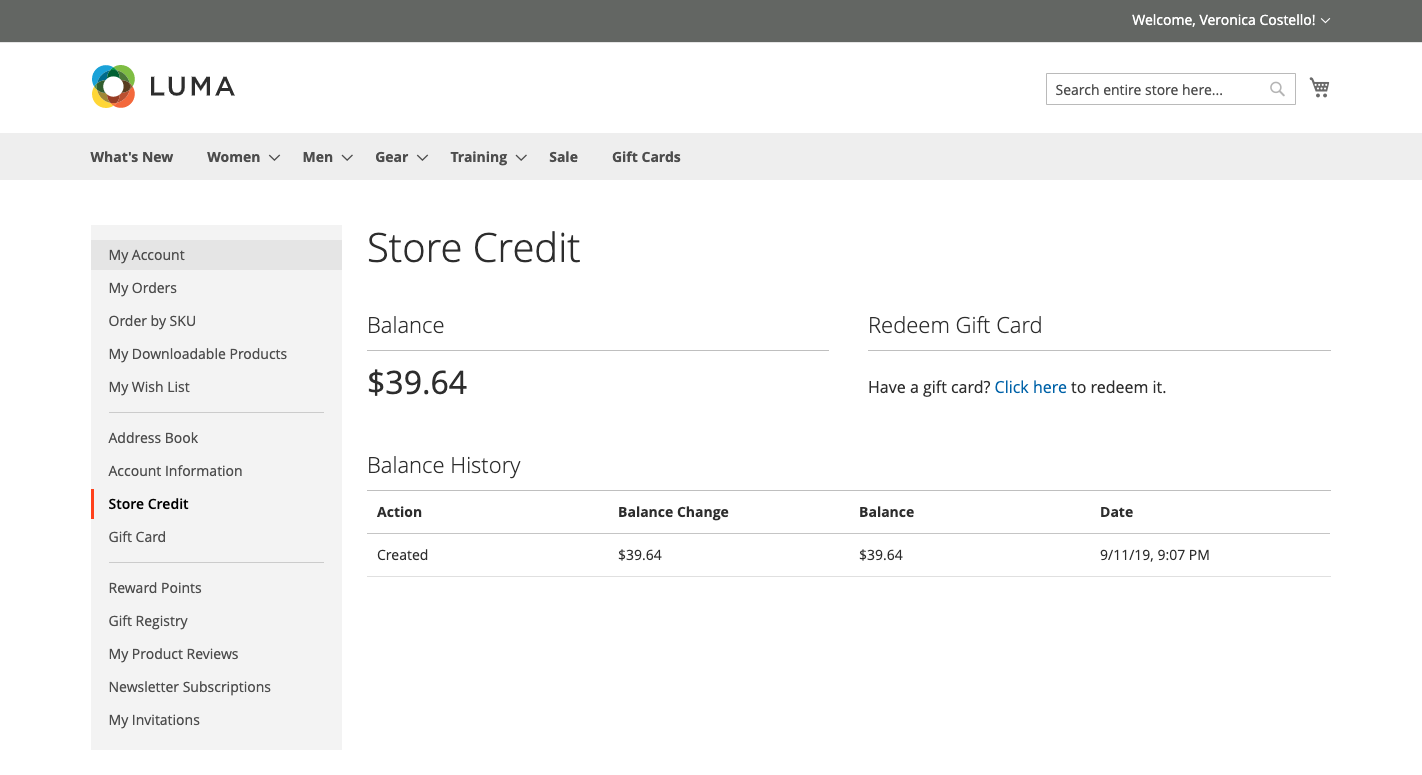 Welcome, Veronica Costello!
LUMA
Search entire store here...
What's New Women Men Gear Training Sale Gift Cards
My Account
My Orders
Order by SKU
My Downloadable Products
My Wish List
Address Book
Account Information
Store Credit
Gift Card
Reward Points
Gift Registry
My Product Reviews
Newsletter Subscriptions
My Invitations
Store Credit
Balance
$39.64
Redeem Gift Card
Have a gift card? Click here to redeem it.
Balance History
Action Balance Change Balance Date
Created $39.64 $39.64 9/11/19, 9:07 PM